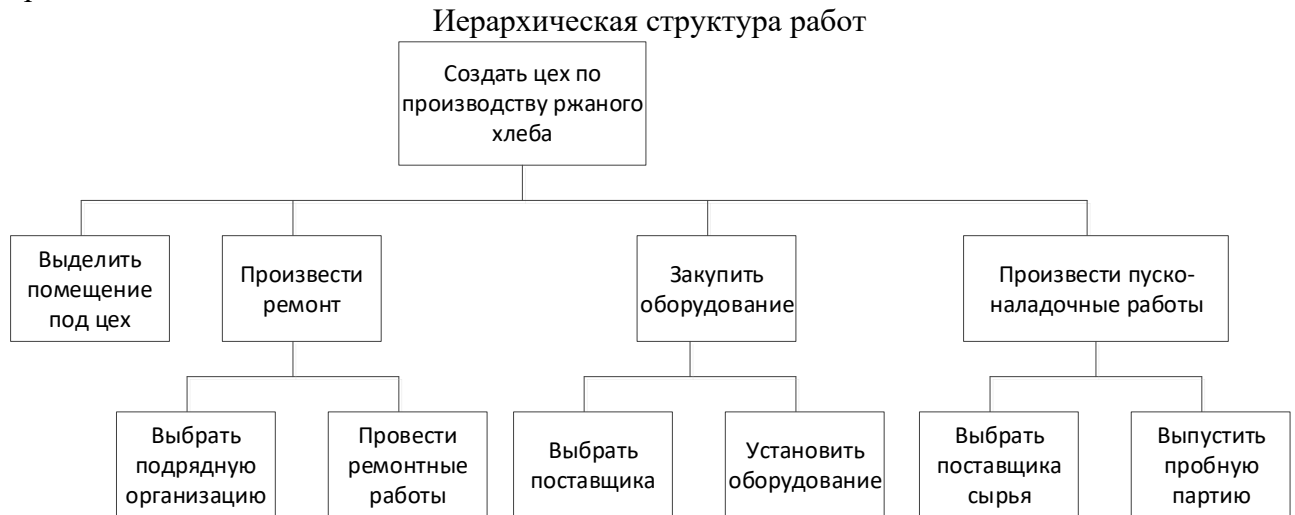 Иерархическая структура работ
Создать цех по
производству ржаного
хлеба
Выделить
помещение
под цех
Произвести
ремонт
Закупить
оборудование
Произвести пуско-
наладочные работы
Выбрать
подрядную
организацию
Провести
ремонтные
работы
Выбрать
поставщика
Установить
оборудование
Выбрать
поставщика
сырья
Выпустить
пробную
партию